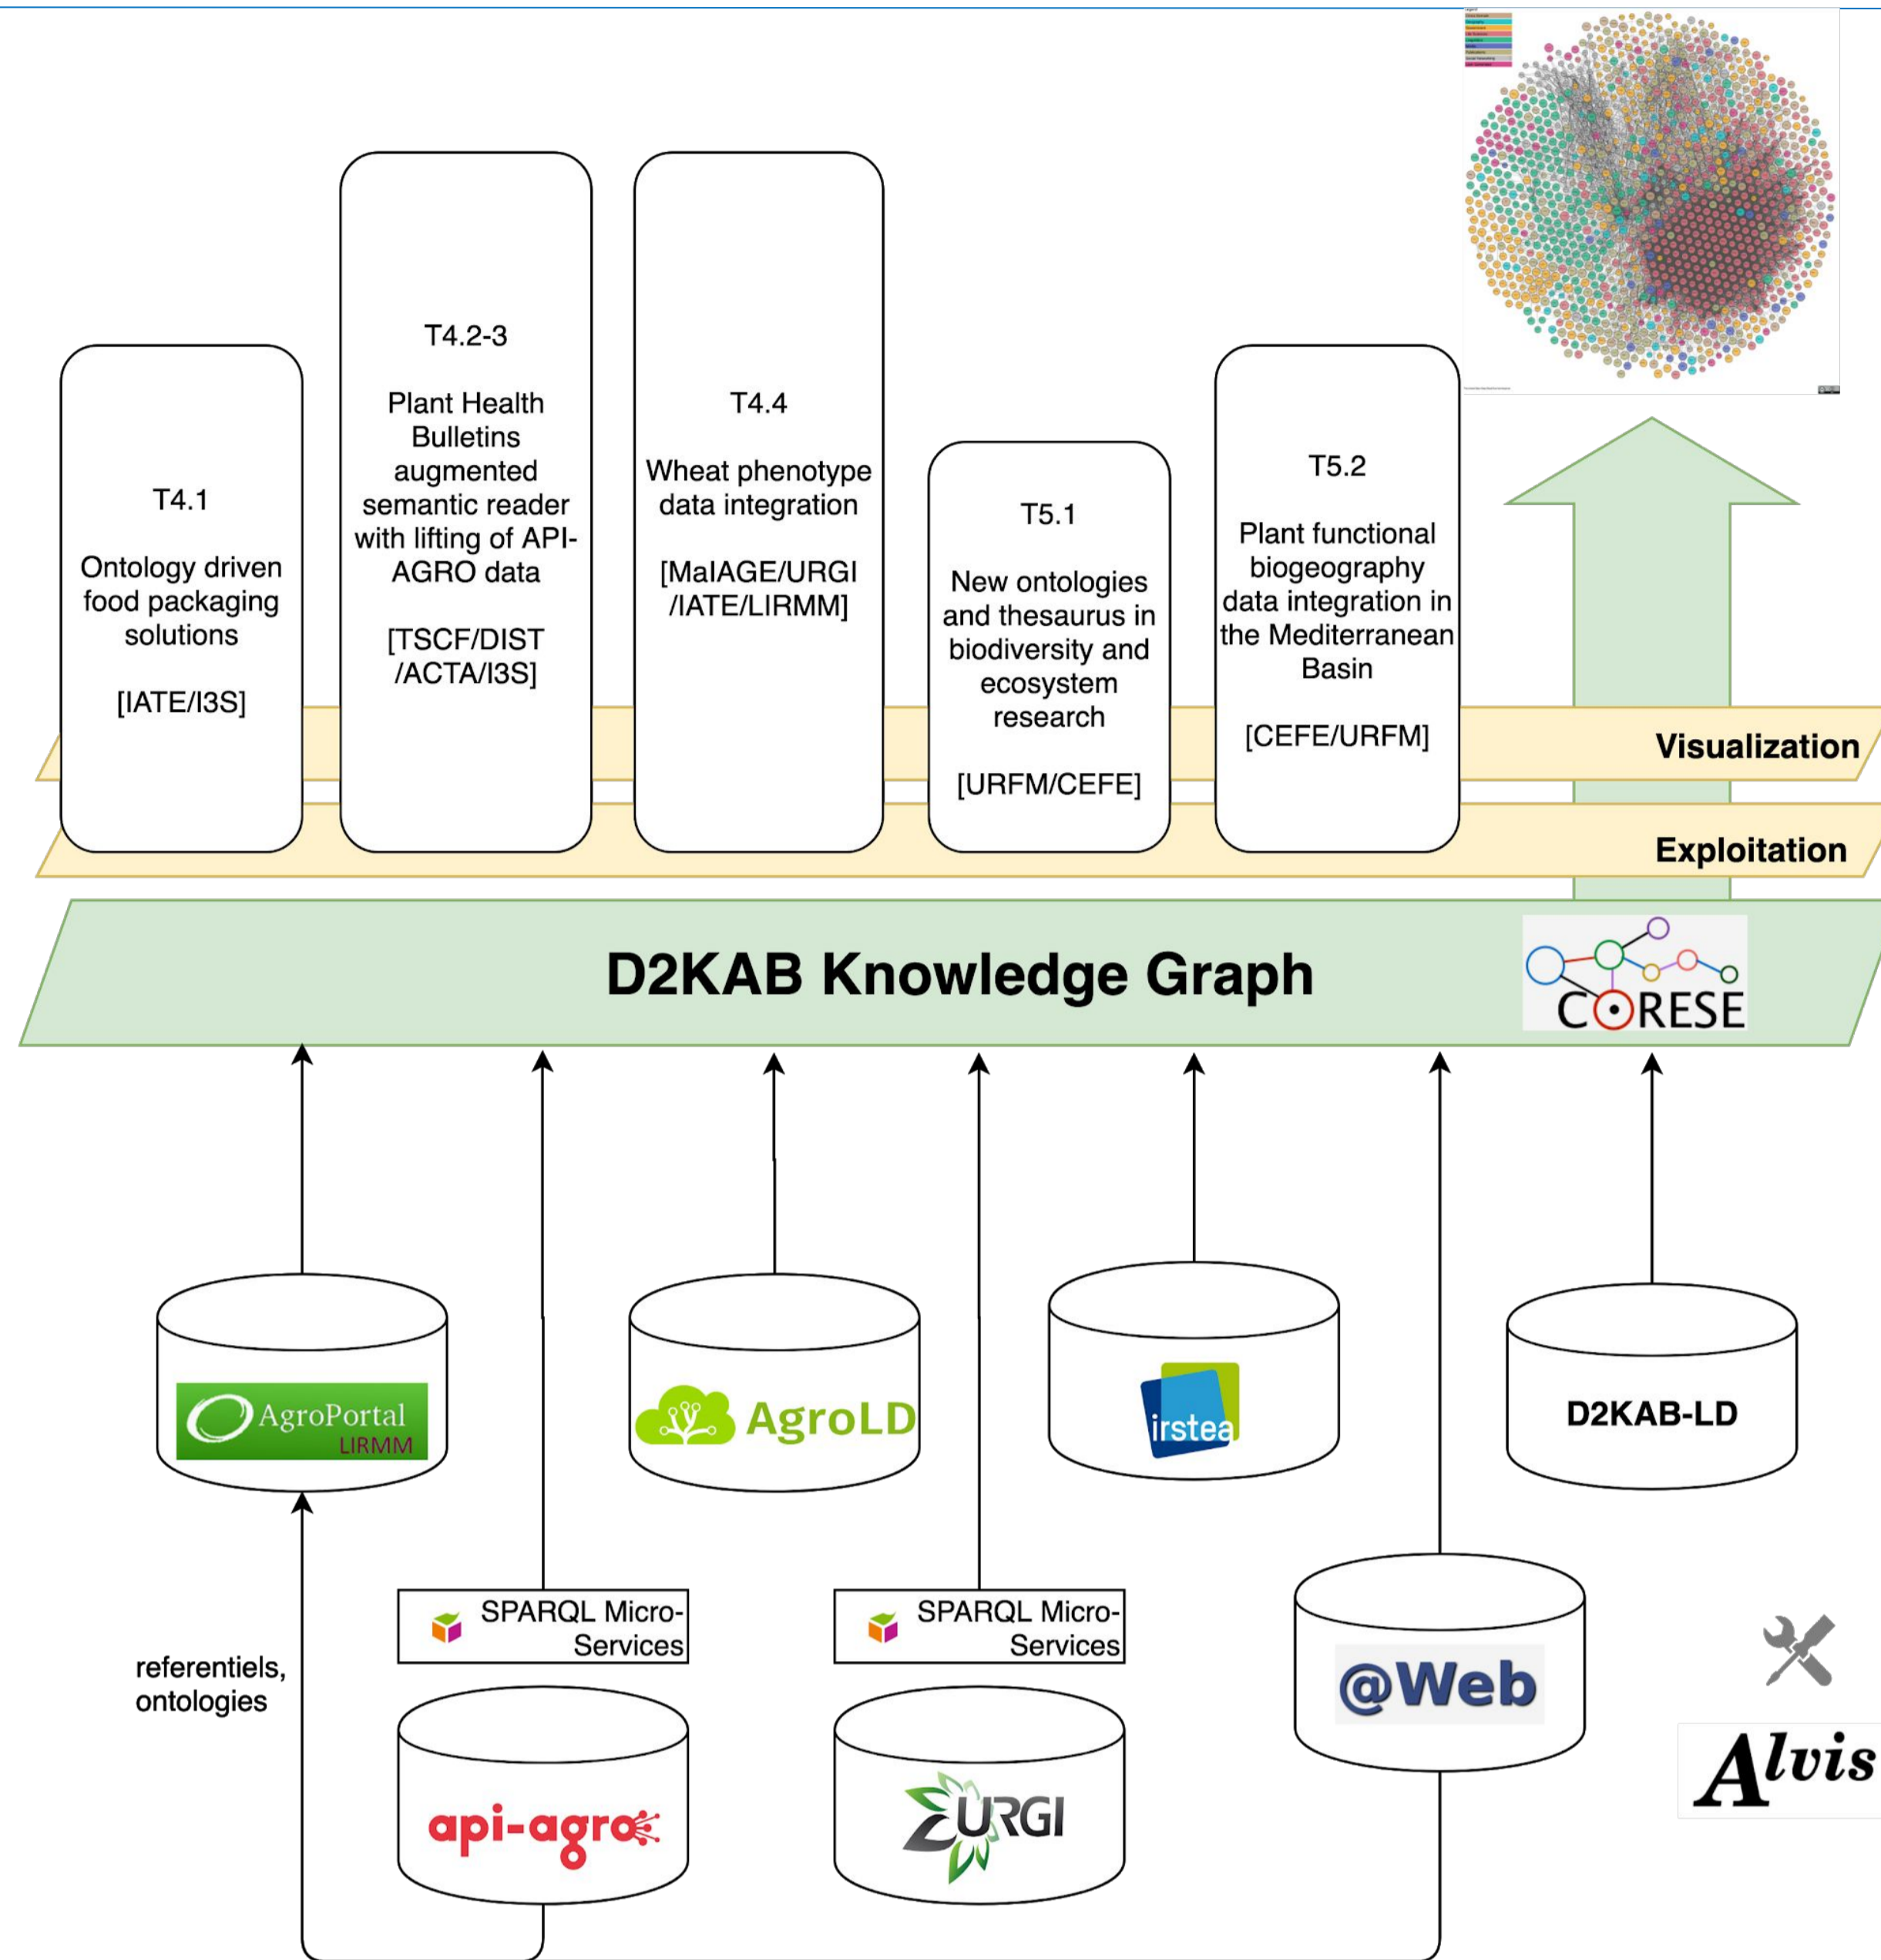 T4.1
Ontology driven
food packaging
solutions
[IATE/I3S]
T4.2-3
Plant Health
Bulletins
augmented
semantic reader
with lifting of API-
AGRO data
[TSCF/DIST
/ACTA/I3S]
T4.4
Wheat phenotype
data integration
[MaIAGE/URGI
/IATE/LIRMM]
T5.1
New ontologies
and thesaurus in
biodiversity and
ecosystem
research
[URFM/CEFE]
T5.2
Plant functional
biogeography
data integration in
the Mediterranean
Basin
[CEFE/URFM]
Visualization
Exploitation
D2KAB Knowledge Graph
CORESE
AgroPortal
LIRMM
AgroLD
irstea
D2KAB-LD
SPARQL Micro-
Services
SPARQL Micro-
Services
referentiels,
ontologies
@Web
api-agro
URGI
Alvis